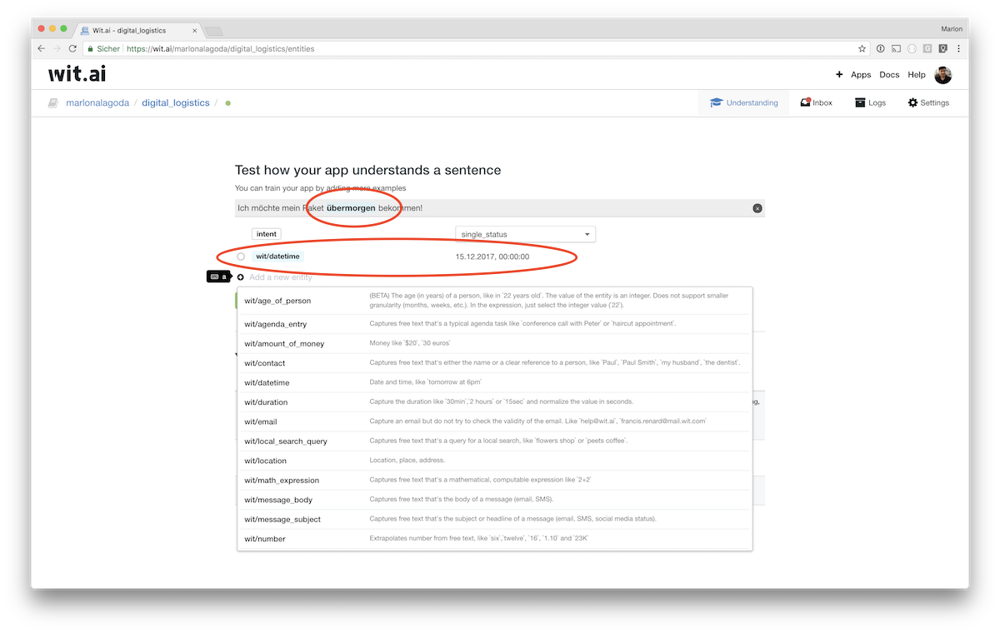 Wit.ai - digital_logistics
Marlon
Sicher https://wit.ai/marlonalagoda/digital_logistics/entities
wit.ai
+ Apps Docs Help
marlonalagoda / digital_logistics /
Understanding Inbox Logs Settings
Test how your app understands a sentence
You can train your app by adding more examples
Ich möchte mein Paket übermorgen bekommen!
intent single_status
wit/datetime 15.12.2017, 00:00:00
a Add a new entity
wit/age_of_person (BETA) The age (in years) of a person, like in `22 years old`. The value of the entity is an integer. Does not support smaller
granularity (months, weeks, etc.). In the expression, just select the integer value (`22`).
wit/agenda_entry Captures free text that's a typical agenda task like `conference call with Peter` or `haircut appointment`.
wit/amount_of_money Money like `$20`, `30 euros`
wit/contact Captures free text that's either the name or a clear reference to a person, like `Paul`, `Paul Smith`, `my husband`, `the dentist`.
wit/datetime Date and time, like `tomorrow at 6pm`
wit/duration Capture the duration like `30min`,`2 hours` or `15sec` and normalize the value in seconds.
wit/email Capture an email but do not try to check the validity of the email. Like `help@wit.ai`, `francis.renard@mail.wit.com`
wit/local_search_query Captures free text that's a query for a local search, like `flowers shop` or `peets coffee`.
wit/location Location, place, address.
wit/math_expression Captures free text that's a mathematical, computable expression like `2+2`
wit/message_body Captures free text that's the body of a message (email, SMS).
wit/message_subject Captures free text that's the subject or headline of a message (email, SMS, social media status).
wit/number Extrapolates number from free text, like `six`,`twelve`, `16`, `1.10` and `23K`